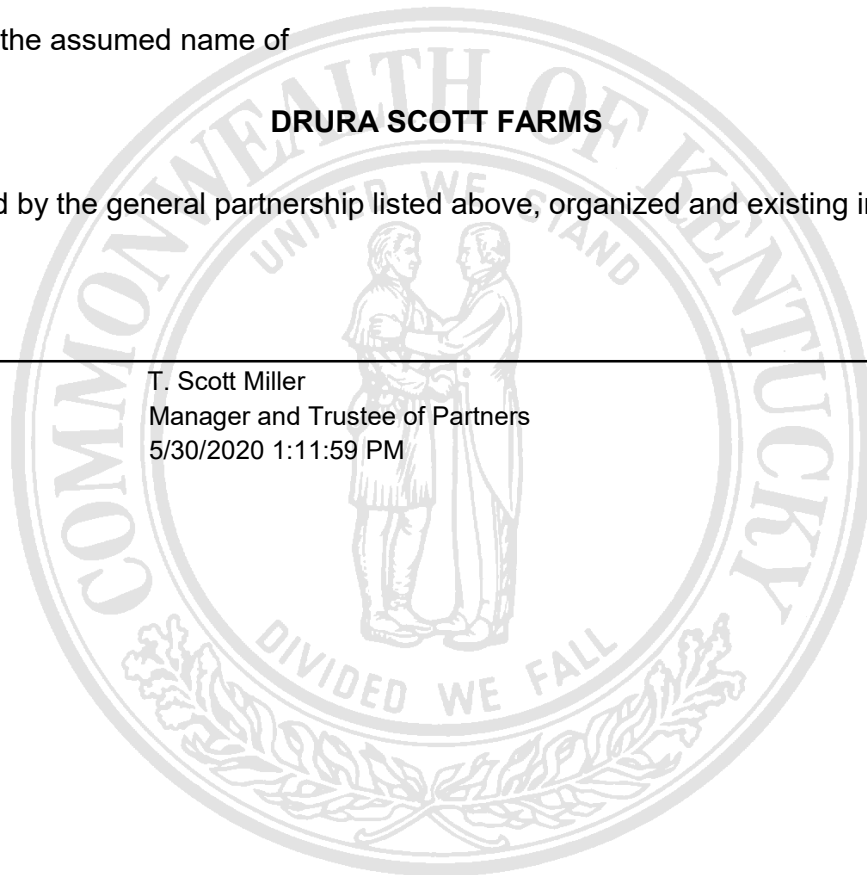 the assumed name of
DRURA SCOTT FARMS
d by the general partnership listed above, organized and existing in
T. Scott Miller
Manager and Trustee of Partners
5/30/2020 1:11:59 PM
COMMONWEALTH OF KENTUCKY
UNITED WE STAND
DIVIDED WE FALL